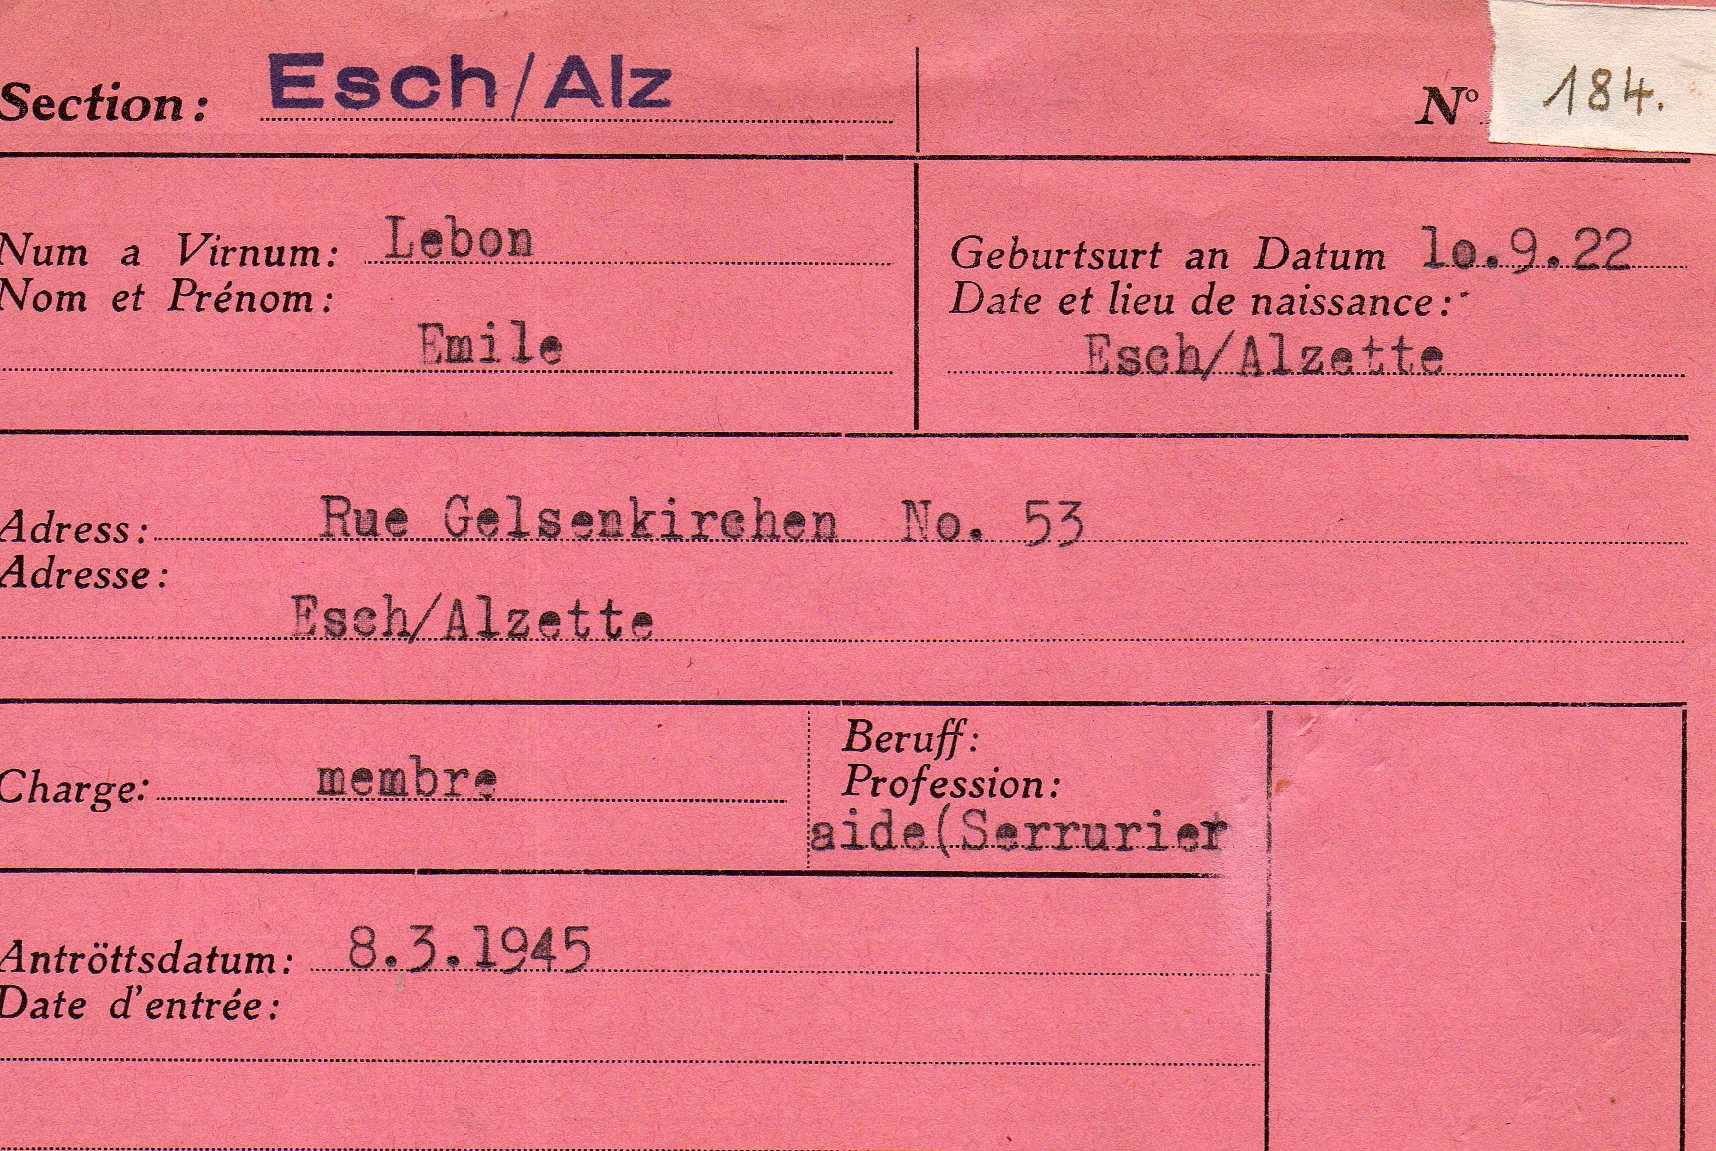 Section: Esch/Alz Nº 184.
Num a Virnum: Lebon
Nom et Prénom:
Emile
Geburtsurt an Datum lo.9.22
Date et lieu de naissance:
Esch/Alzette
Adress: Rue Gelsenkirchen No. 53
Adresse:
Esch/Alzette
Charge: membre
Beruff:
Profession:
aide(Serrurier
Antröttsdatum: 8.3.1945
Date d'entrée: